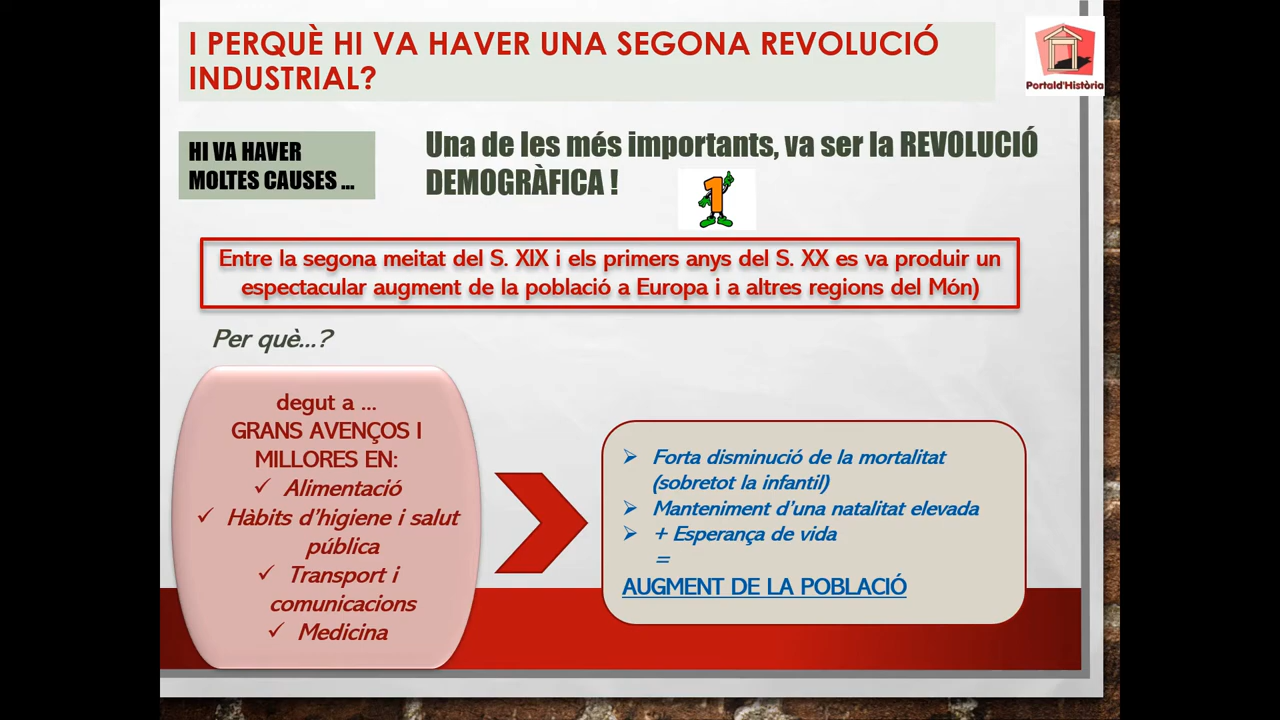 I PERQUÈ HI VA HAVER UNA SEGONA REVOLUCIÓ
INDUSTRIAL?
Portald'Història
HI VA HAVER
MOLTES CAUSES ...
Una de les més importants, va ser la REVOLUCIÓ
DEMOGRÀFICA !
1
Entre la segona meitat del S. XIX i els primers anys del S. XX es va produir un
espectacular augment de la població a Europa i a altres regions del Món)
Per què...?
degut a ...
GRANS AVENÇOS I
MILLORES EN:
✓ Alimentació
✓ Hàbits d'higiene i salut
pública
✓ Transport i
comunicacions
✓ Medicina
➢ Forta disminució de la mortalitat
(sobretot la infantil)
➢ Manteniment d'una natalitat elevada
➢ + Esperança de vida
=
AUGMENT DE LA POBLACIÓ